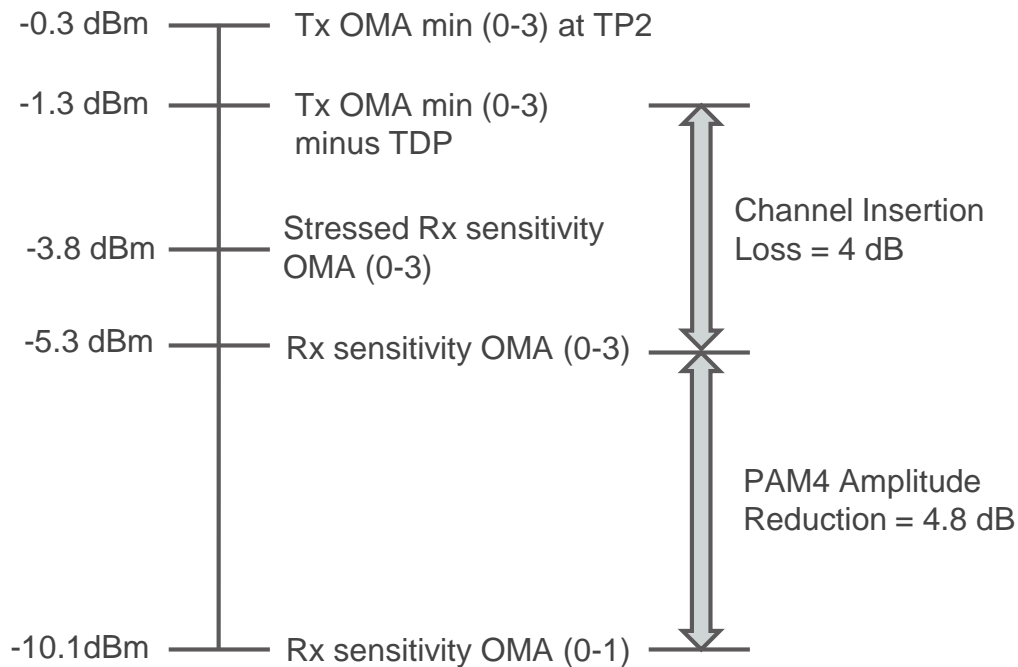 -0.3 dBm
Tx OMA min (0-3) at TP2
-1.3 dBm
Tx OMA min (0-3)
minus TDP
Channel Insertion
Loss = 4 dB
-3.8 dBm
Stressed Rx sensitivity
OMA (0-3)
-5.3 dBm
Rx sensitivity OMA (0-3)
PAM4 Amplitude
Reduction = 4.8 dB
-10.1dBm
Rx sensitivity OMA (0-1)